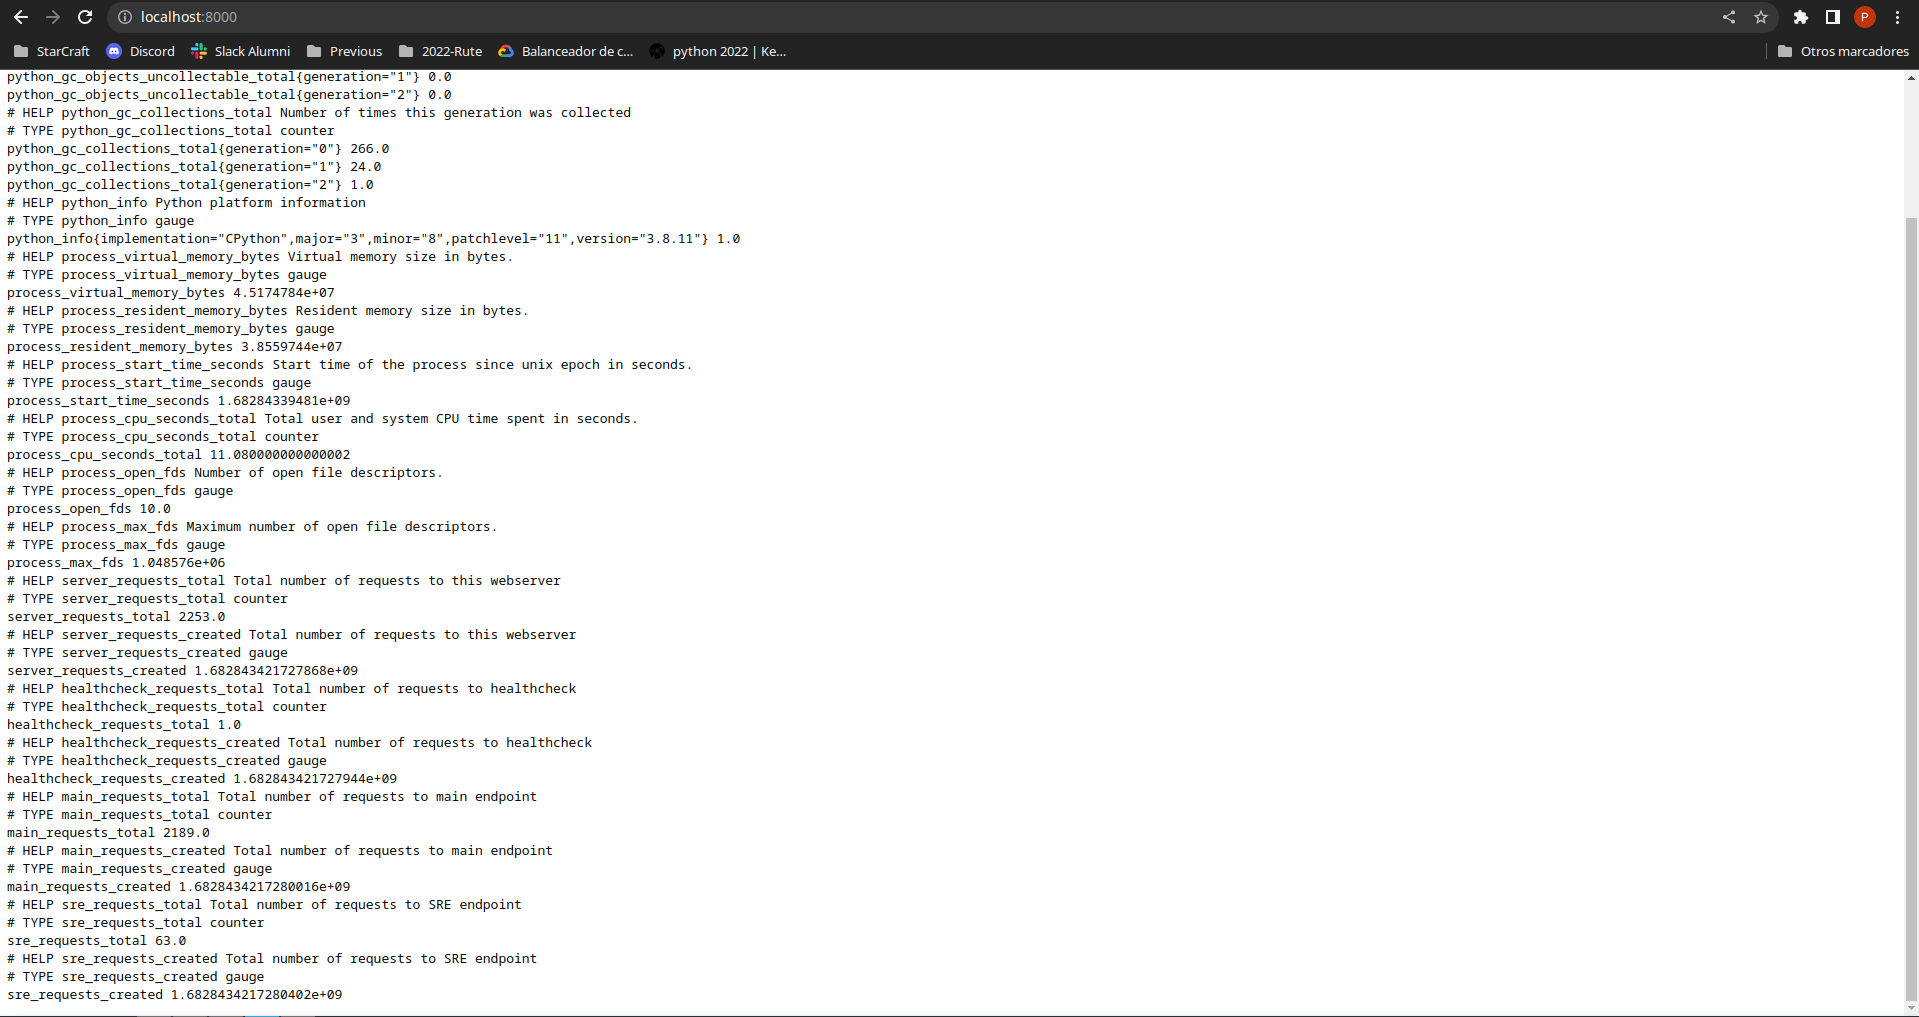 localhost:8000
P
StarCraft Discord Slack Alumni Previous 2022-Rute Balanceador de c... python 2022 | Ke... Otros marcadores
python_gc_objects_uncollectable_total{generation="1"} 0.0
python_gc_objects_uncollectable_total{generation="2"} 0.0
# HELP python_gc_collections_total Number of times this generation was collected
# TYPE python_gc_collections_total counter
python_gc_collections_total{generation="0"} 266.0
python_gc_collections_total{generation="1"} 24.0
python_gc_collections_total{generation="2"} 1.0
# HELP python_info Python platform information
# TYPE python_info gauge
python_info{implementation="CPython",major="3",minor="8",patchlevel="11",version="3.8.11"} 1.0
# HELP process_virtual_memory_bytes Virtual memory size in bytes.
# TYPE process_virtual_memory_bytes gauge
process_virtual_memory_bytes 4.5174784e+07
# HELP process_resident_memory_bytes Resident memory size in bytes.
# TYPE process_resident_memory_bytes gauge
process_resident_memory_bytes 3.8559744e+07
# HELP process_start_time_seconds Start time of the process since unix epoch in seconds.
# TYPE process_start_time_seconds gauge
process_start_time_seconds 1.68284339481e+09
# HELP process_cpu_seconds_total Total user and system CPU time spent in seconds.
# TYPE process_cpu_seconds_total counter
process_cpu_seconds_total 11.080000000000002
# HELP process_open_fds Number of open file descriptors.
# TYPE process_open_fds gauge
process_open_fds 10.0
# HELP process_max_fds Maximum number of open file descriptors.
# TYPE process_max_fds gauge
process_max_fds 1.048576e+06
# HELP server_requests_total Total number of requests to this webserver
# TYPE server_requests_total counter
server_requests_total 2253.0
# HELP server_requests_created Total number of requests to this webserver
# TYPE server_requests_created gauge
server_requests_created 1.682843421727868e+09
# HELP healthcheck_requests_total Total number of requests to healthcheck
# TYPE healthcheck_requests_total counter
healthcheck_requests_total 1.0
# HELP healthcheck_requests_created Total number of requests to healthcheck
# TYPE healthcheck_requests_created gauge
healthcheck_requests_created 1.682843421727944e+09
# HELP main_requests_total Total number of requests to main endpoint
# TYPE main_requests_total counter
main_requests_total 2189.0
# HELP main_requests_created Total number of requests to main endpoint
# TYPE main_requests_created gauge
main_requests_created 1.6828434217280016e+09
# HELP sre_requests_total Total number of requests to SRE endpoint
# TYPE sre_requests_total counter
sre_requests_total 63.0
# HELP sre_requests_created Total number of requests to SRE endpoint
# TYPE sre_requests_created gauge
sre_requests_created 1.6828434217280402e+09